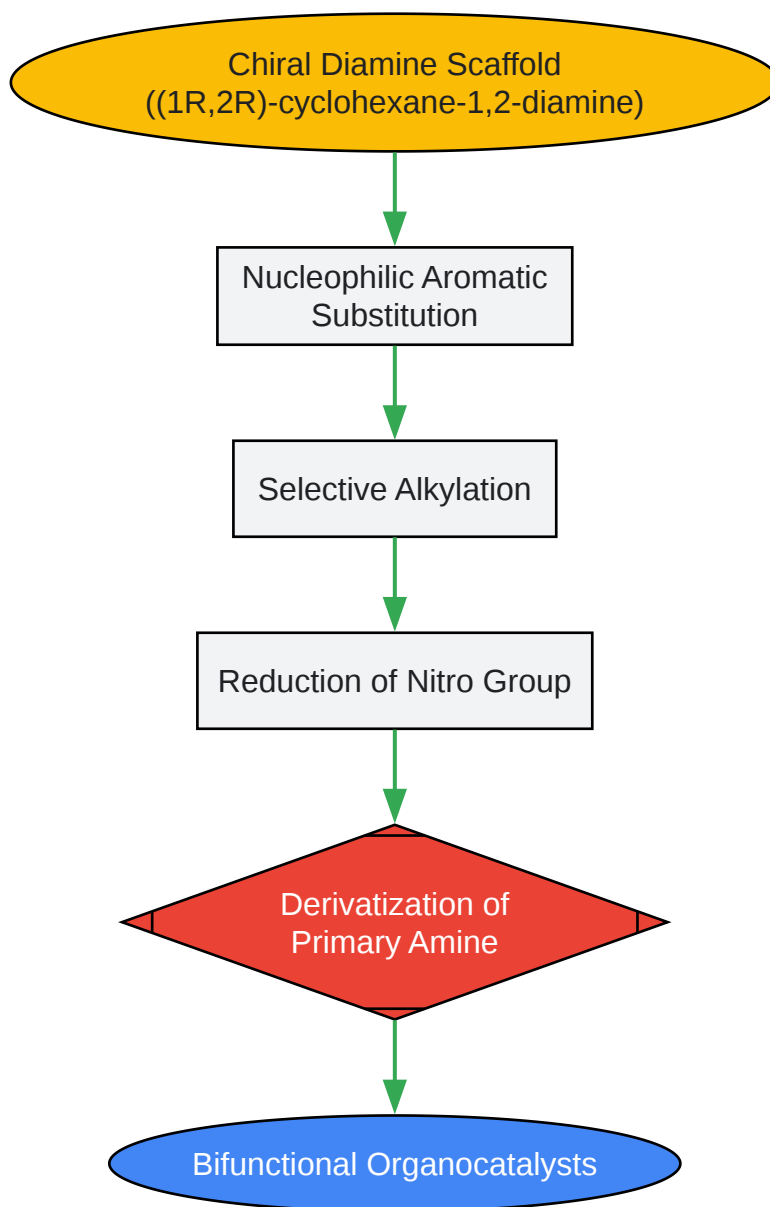 Chiral Diamine Scaffold
((1R,2R)-cyclohexane-1,2-diamine)
Nucleophilic Aromatic
Substitution
Selective Alkylation
Reduction of Nitro Group
Derivatization of
Primary Amine
Bifunctional Organocatalysts